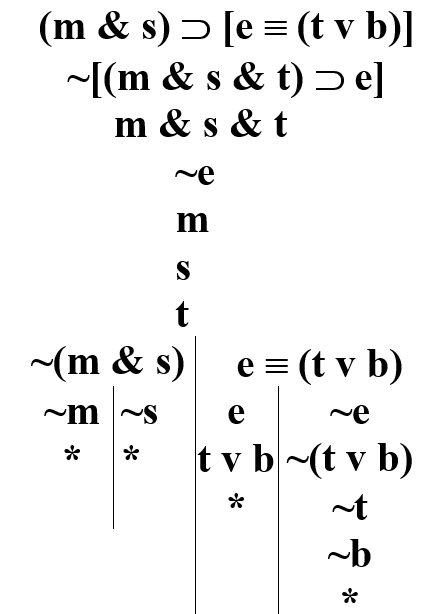 (m & s) ⊃ [e ≡ (t v b)]
~[(m & s & t) ⊃ e]
m & s & t
~e
m
s
t
~(m & s) e ≡ (t v b)
~m ~s e ~e
* * t v b ~(t v b)
* ~t
~b
*